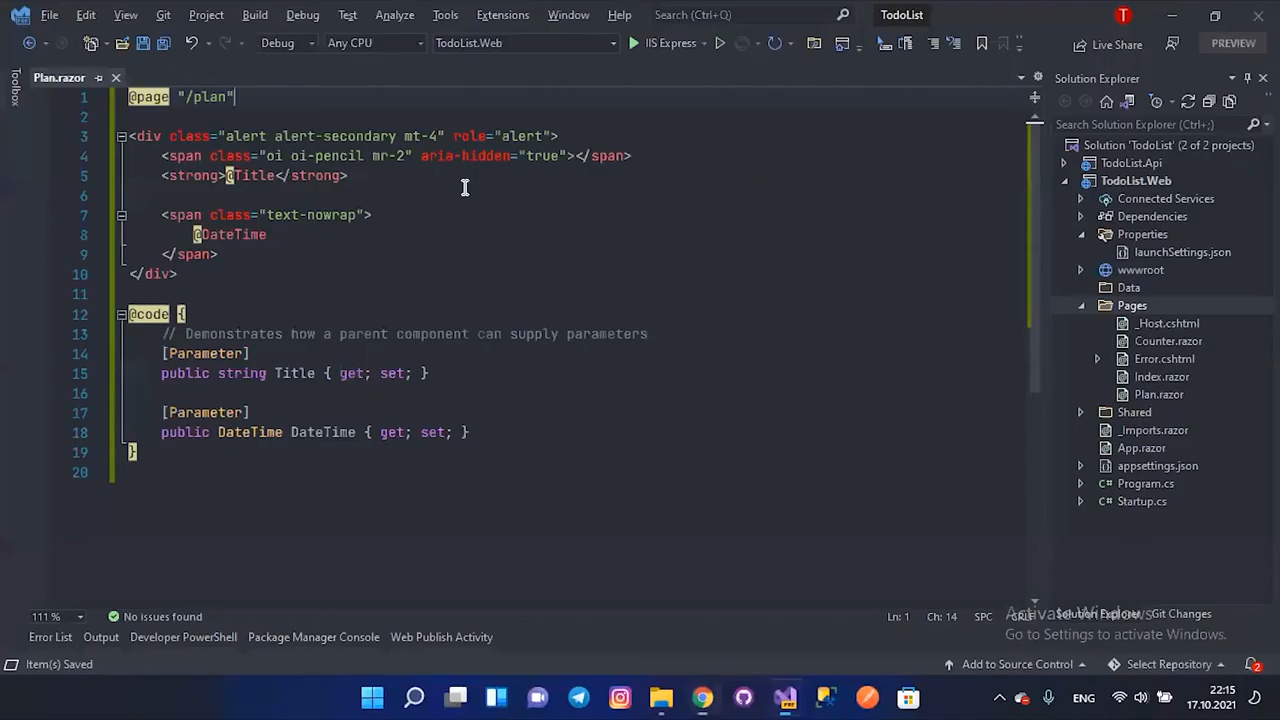 File Edit View Git Project Build Debug Test Analyze Tools Extensions Window Help Search (Ctrl+Q) TodoList T
Debug Any CPU TodoList.Web IIS Express Live Share PREVIEW
Toolbox
Plan.razor
1 @page "/plan"
2
3 <div class="alert alert-secondary mt-4" role="alert">
4 <span class="oi oi-pencil mr-2" aria-hidden="true"></span>
5 <strong>@Title</strong>
6
7 <span class="text-nowrap">
8 @DateTime
9 </span>
10 </div>
11
12 @code {
13 // Demonstrates how a parent component can supply parameters
14 [Parameter]
15 public string Title { get; set; }
16
17 [Parameter]
18 public DateTime DateTime { get; set; }
19 }
20
Solution Explorer
Search Solution Explorer (Ctrl+;)
Solution 'TodoList' (2 of 2 projects)
TodoList.Api
TodoList.Web
Connected Services
Dependencies
Properties
launchSettings.json
wwwroot
Data
Pages
_Host.cshtml
Counter.razor
Error.cshtml
Index.razor
Plan.razor
Shared
_Imports.razor
App.razor
appsettings.json
C# Program.cs
C# Startup.cs
111 % No issues found Ln: 1 Ch: 14 SPC CRLF
Solution Explorer Git Changes
Activate Windows
Go to Settings to activate Windows.
Error List Output Developer PowerShell Package Manager Console Web Publish Activity
Item(s) Saved Add to Source Control Select Repository 2
PRE
ENG 22:15
17.10.2021